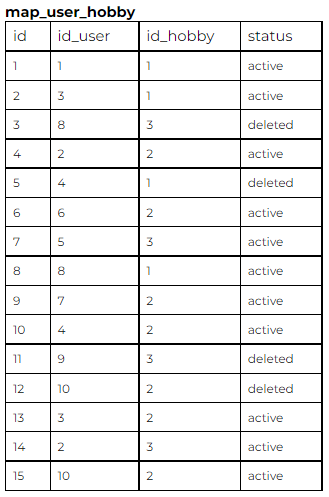 map_user_hobby
id id_user id_hobby status
1 1 1 active
2 3 1 active
3 8 3 deleted
4 2 2 active
5 4 1 deleted
6 6 2 active
7 5 3 active
8 8 1 active
9 7 2 active
10 4 2 active
11 9 3 deleted
12 10 2 deleted
13 3 2 active
14 2 3 active
15 10 2 active